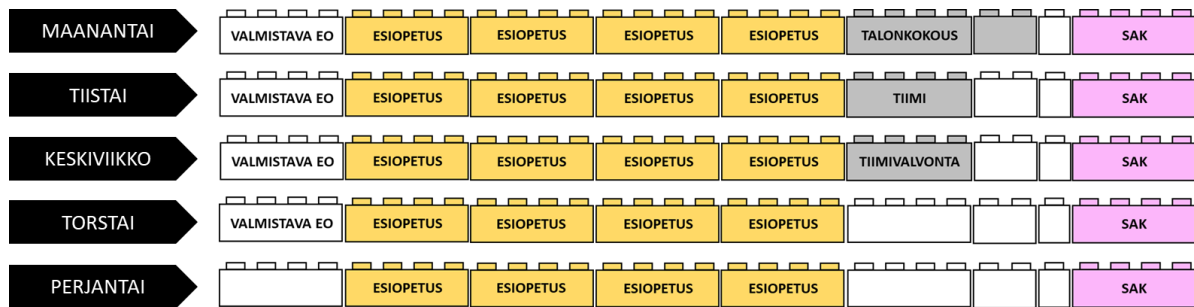 MAANANTAI VALMISTAVA EO ESIOPETUS ESIOPETUS ESIOPETUS ESIOPETUS TALONKOKOUS SAK
TIISTAI VALMISTAVA EO ESIOPETUS ESIOPETUS ESIOPETUS ESIOPETUS TIIMI SAK
KESKIVIIKKO VALMISTAVA EO ESIOPETUS ESIOPETUS ESIOPETUS ESIOPETUS TIIMIVALVONTA SAK
TORSTAI VALMISTAVA EO ESIOPETUS ESIOPETUS ESIOPETUS ESIOPETUS SAK
PERJANTAI ESIOPETUS ESIOPETUS ESIOPETUS ESIOPETUS SAK